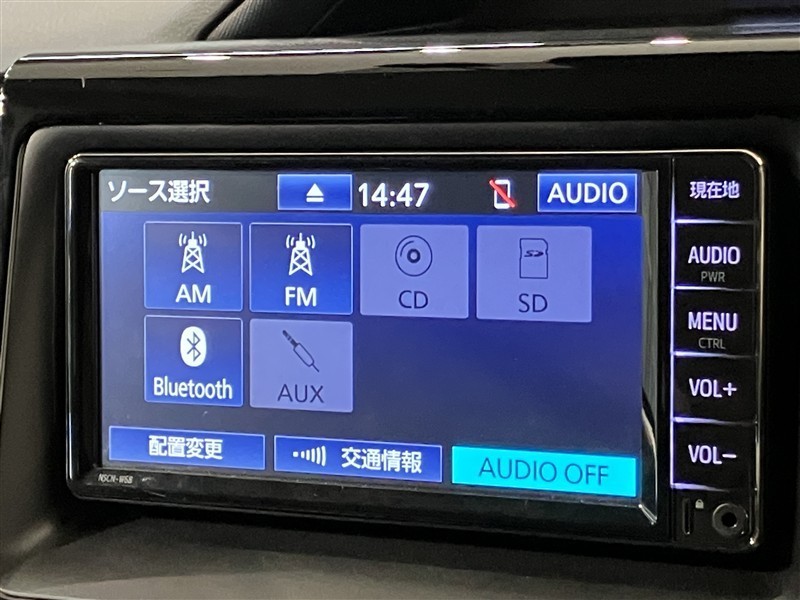 ソース選択 14:47 AUDIO
AM FM CD SD
Bluetooth AUX
配置変更 交通情報 AUDIO OFF
現在地
AUDIO
PWR
MENU
CTRL
VOL+
VOL-
NSCN-W68